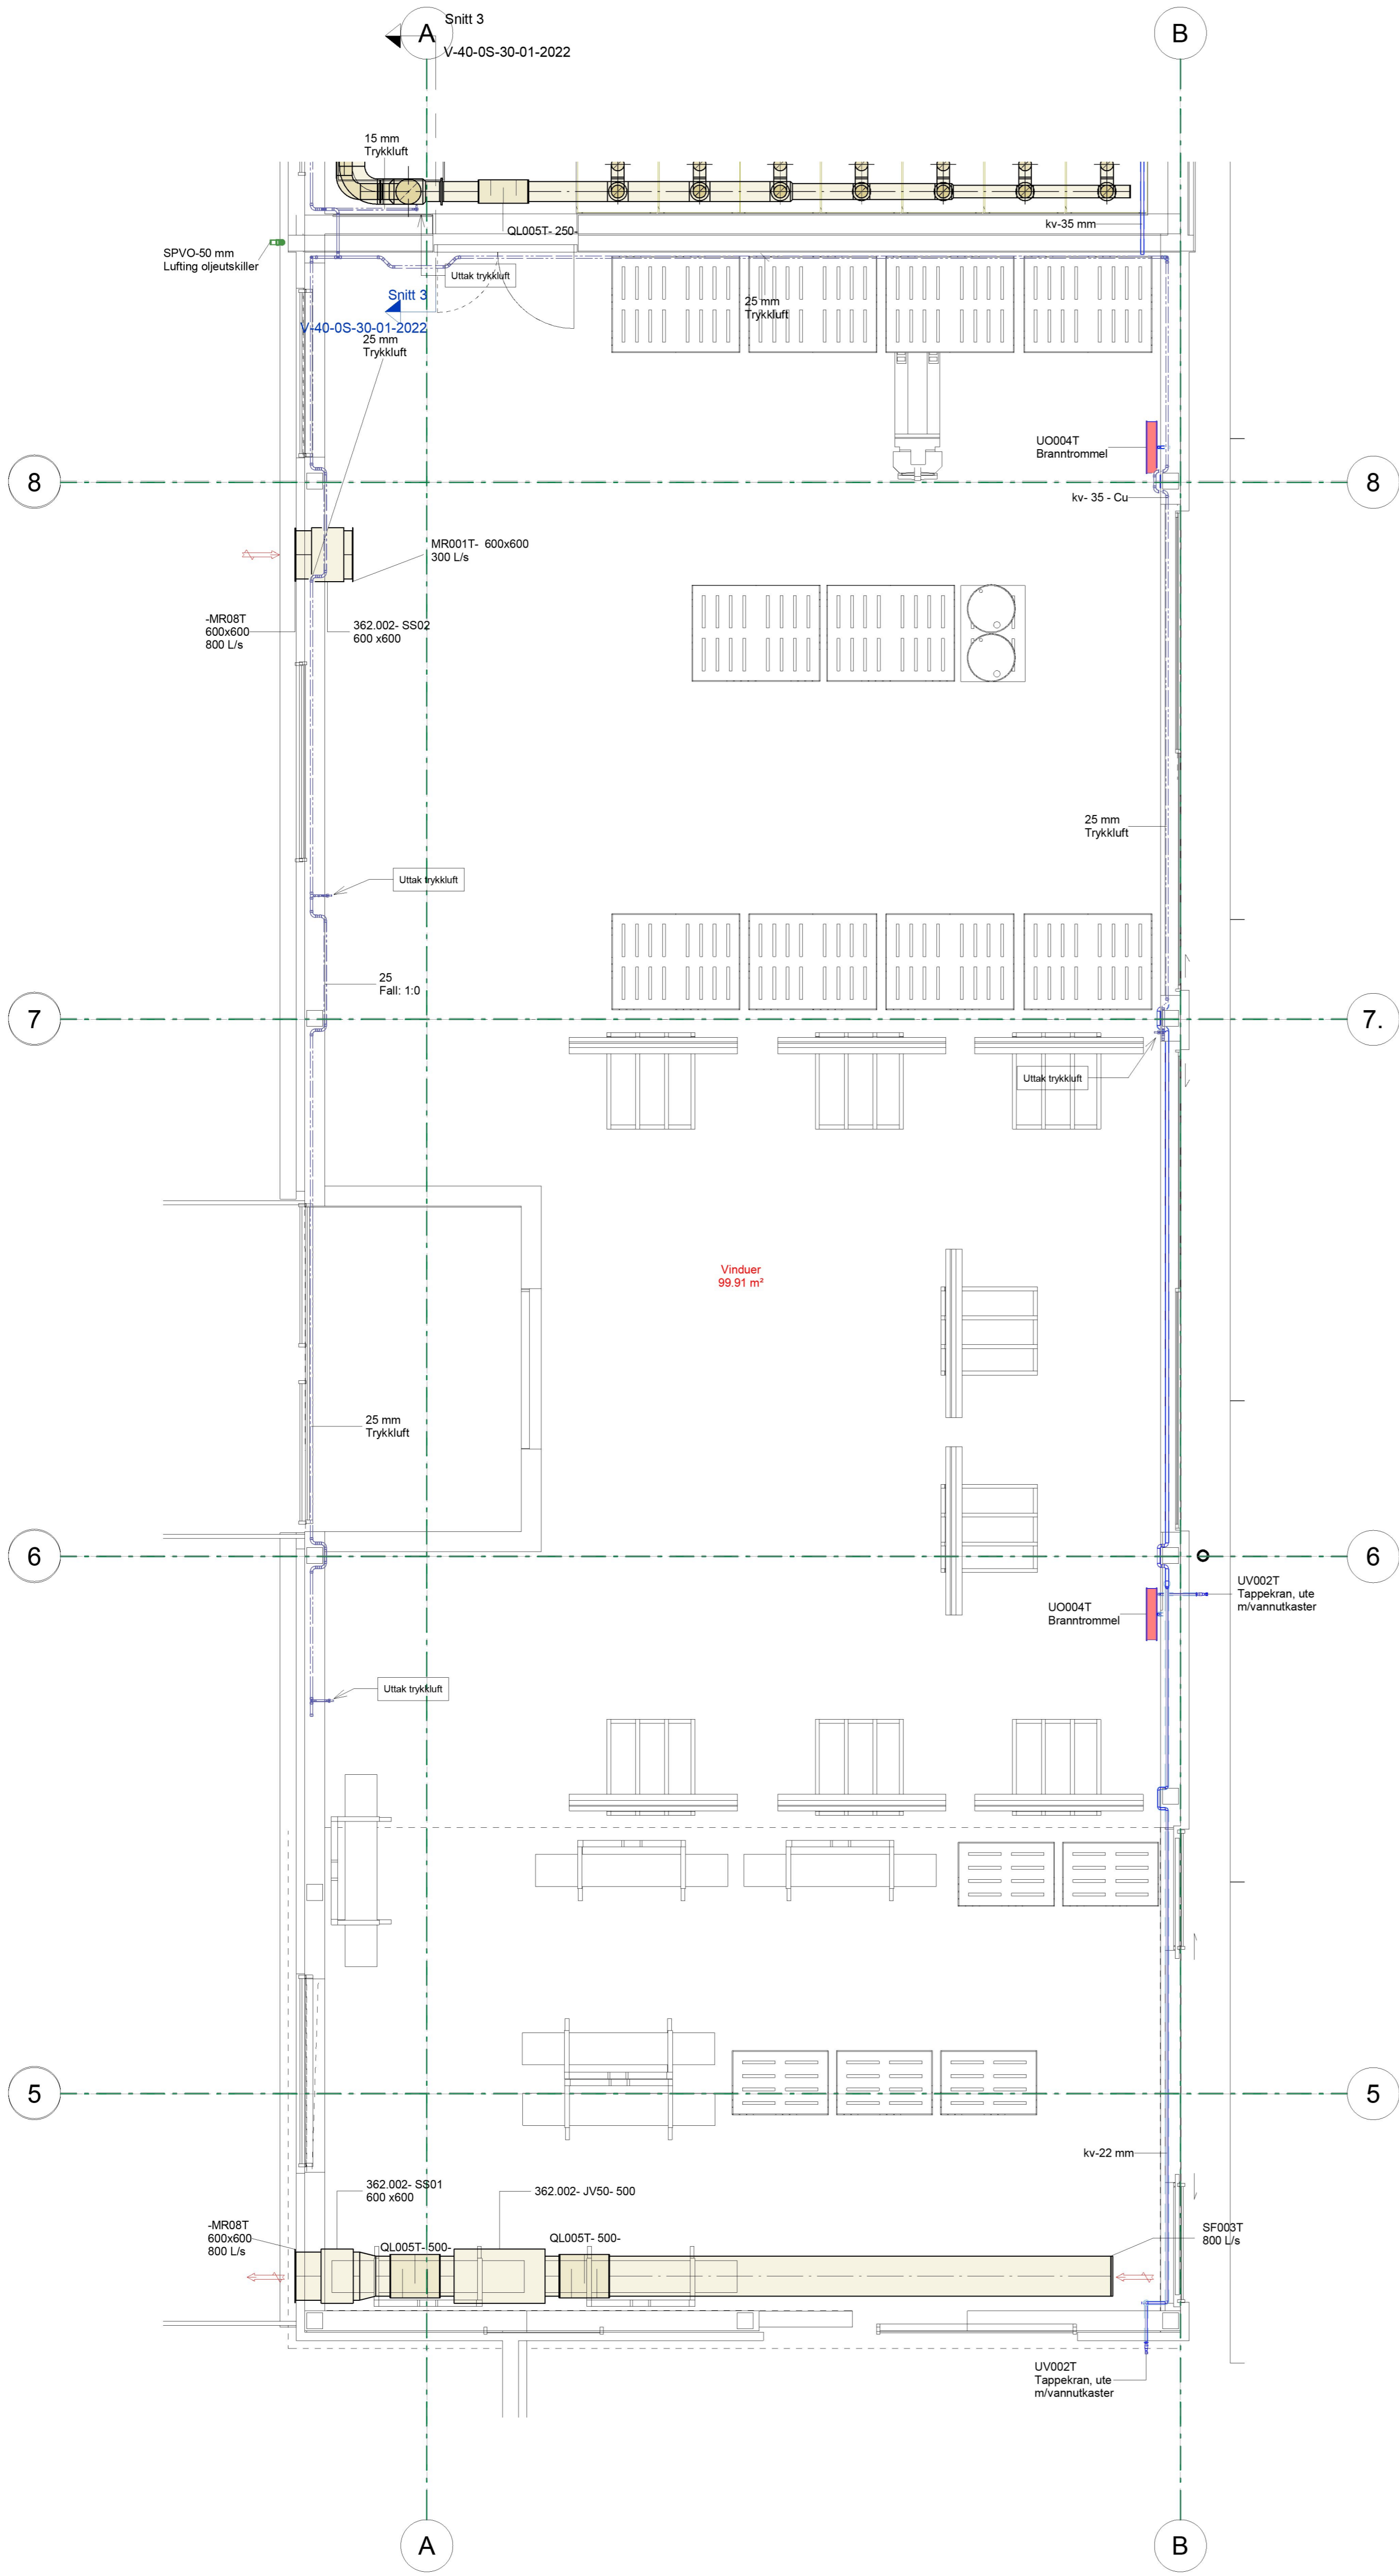 Snitt 3
A
B
V-40-0S-30-01-2022
15 mm
Trykkluft
QL005T- 250-
kv-35 mm
SPVO-50 mm
Lufting oljeutskiller
Uttak trykkluft
Snitt 3
V-40-0S-30-01-2022
25 mm
Trykkluft
25 mm
Trykkluft
UO004T
Branntrommel
8
8
kv- 35 - Cu
MR001T- 600x600
300 L/s
-MR08T
600x600
800 L/s
362.002- SS02
600 x600
25 mm
Trykkluft
Uttak trykkluft
25
Fall: 1:0
7
7.
Uttak trykkluft
Vinduer
99.91 m²
25 mm
Trykkluft
6
6
UV002T
Tappekran, ute
m/vannutkaster
UO004T
Branntrommel
Uttak trykkluft
5
5
kv-22 mm
362.002- SS01
600 x600
362.002- JV50- 500
-MR08T
600x600
800 L/s
QL005T- 500-
QL005T- 500-
SF003T
800 L/s
UV002T
Tappekran, ute
m/vannutkaster
A
B